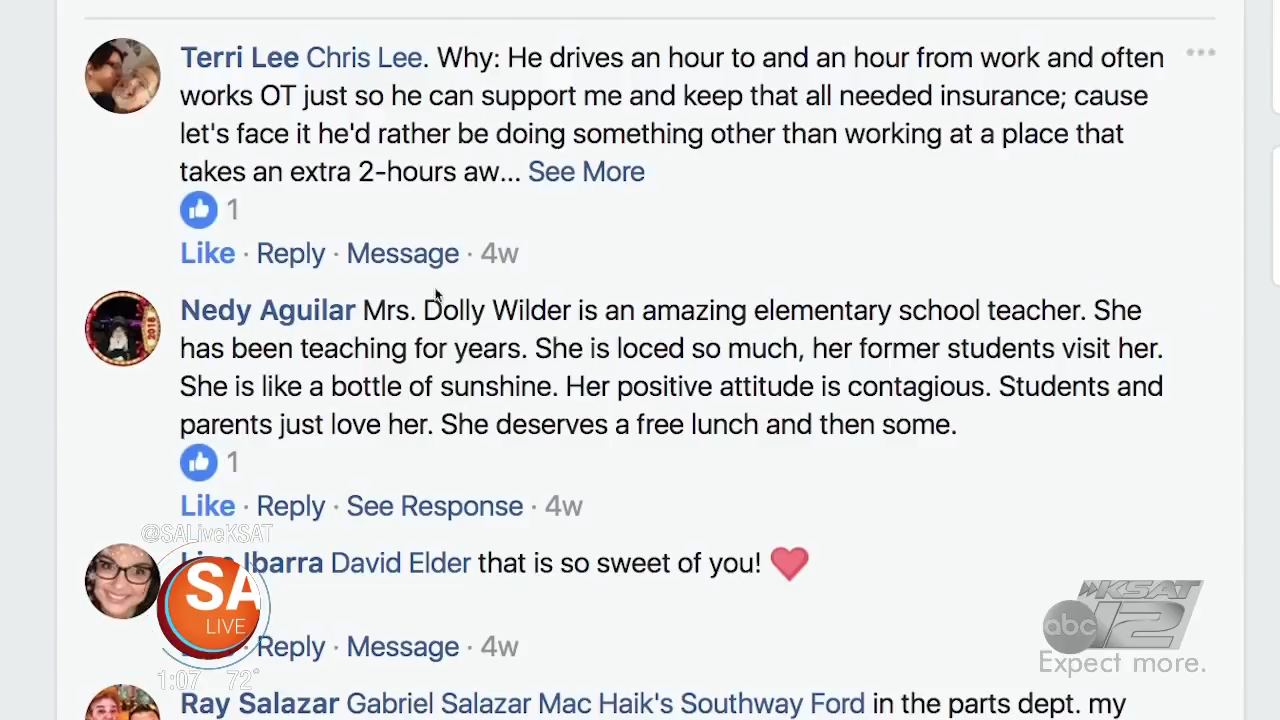 Terri Lee Chris Lee. Why: He drives an hour to and an hour from work and often
works OT just so he can support me and keep that all needed insurance; cause
let's face it he'd rather be doing something other than working at a place that
takes an extra 2-hours aw... See More
1
Like · Reply · Message · 4w
Nedy Aguilar Mrs. Dolly Wilder is an amazing elementary school teacher. She
has been teaching for years. She is loced so much, her former students visit her.
She is like a bottle of sunshine. Her positive attitude is contagious. Students and
parents just love her. She deserves a free lunch and then some.
1
Like · Reply · See Response · 4w
@SALiveKSAT
Ibarra David Elder that is so sweet of you!
SA
LIVE
Reply · Message · 4w
1:07 72°
KSAT
abc 12
Expect more.
Ray Salazar Gabriel Salazar Mac Haik's Southway Ford in the parts dept. my
2018